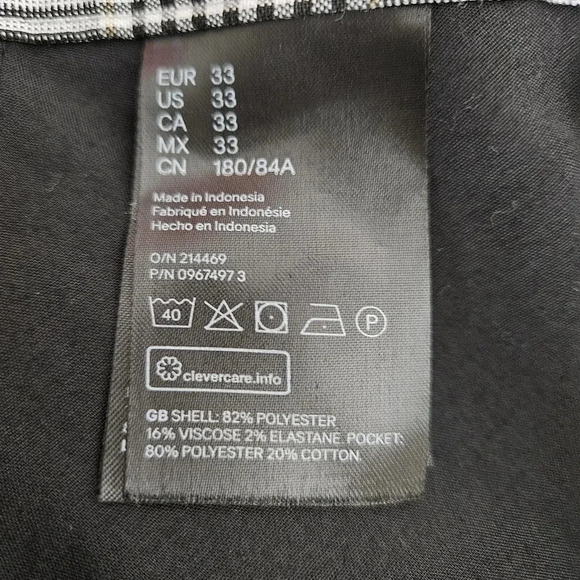 EUR 33
US 33
CA 33
MX 33
CN 180/84A
Made in Indonesia
Fabriqué en Indonésie
Hecho en Indonesia
O/N 214469
P/N 0967497 3
40 P
clevercare.info
GB SHELL: 82% POLYESTER
16% VISCOSE 2% ELASTANE. POCKET:
80% POLYESTER 20% COTTON.